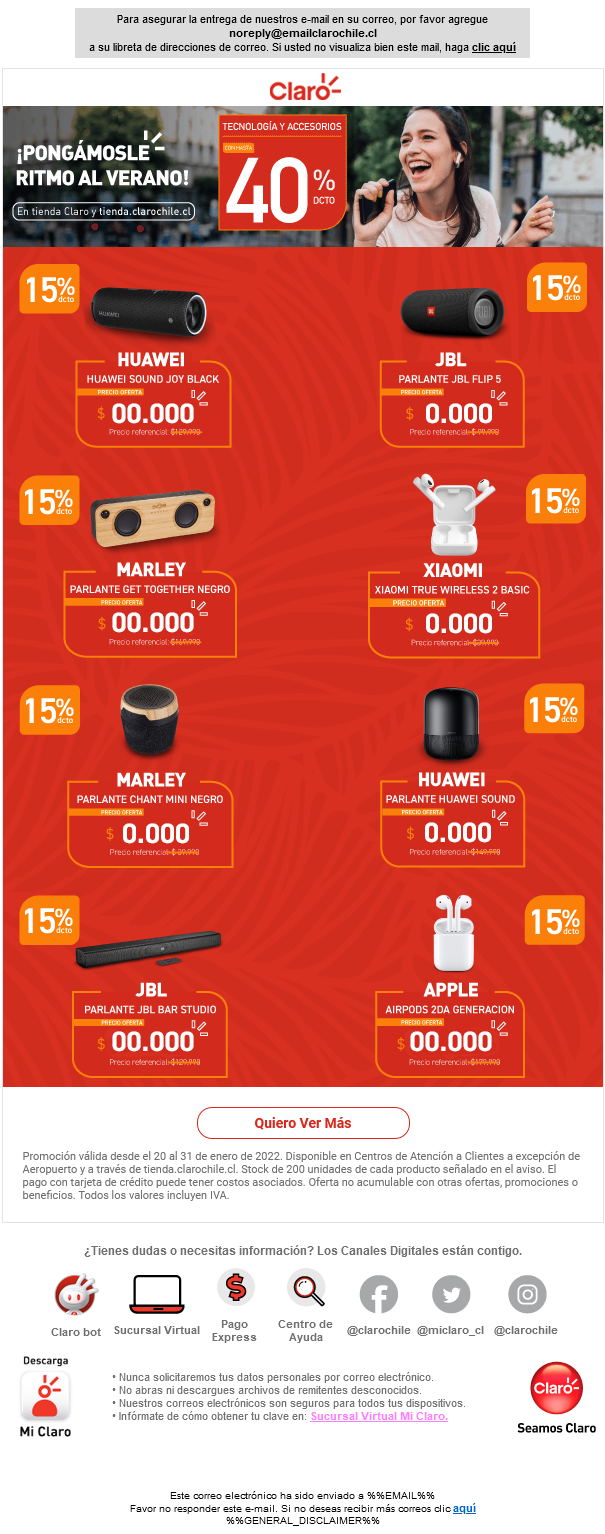 Para asegurar la entrega de nuestros e-mail en su correo, por favor agregue
noreply@emailclarochile.cl
a su libreta de direcciones de correo. Si usted no visualiza bien este mail, haga clic aquí
Claro
¡PONGÁMOSLE
RITMO AL VERANO!
En tienda Claro y tienda.clarochile.cl
TECNOLOGÍA Y ACCESORIOS
CON HASTA
40%
DCTO
15%
dcto
HUAWEI
HUAWEI SOUND JOY BLACK
PRECIO OFERTA
$ 00.000
Precio referencial: $129.990
15%
dcto
JBL
PARLANTE JBL FLIP 5
PRECIO OFERTA
$ 0.000
Precio referencial: $ 99.990
15%
dcto
MARLEY
PARLANTE GET TOGETHER NEGRO
PRECIO OFERTA
$ 00.000
Precio referencial: $169.990
15%
dcto
XIAOMI
XIAOMI TRUE WIRELESS 2 BASIC
PRECIO OFERTA
$ 0.000
Precio referencial: $39.990
15%
dcto
MARLEY
PARLANTE CHANT MINI NEGRO
PRECIO OFERTA
$ 0.000
Precio referencial: $ 39.990
15%
dcto
HUAWEI
PARLANTE HUAWEI SOUND
PRECIO OFERTA
$ 0.000
Precio referencial: $149.990
15%
dcto
JBL
PARLANTE JBL BAR STUDIO
PRECIO OFERTA
$ 00.000
Precio referencial: $129.990
15%
dcto
APPLE
AIRPODS 2DA GENERACION
PRECIO OFERTA
$ 00.000
Precio referencial: $179.990
Quiero Ver Más
Promoción válida desde el 20 al 31 de enero de 2022. Disponible en Centros de Atención a Clientes a excepción de
Aeropuerto y a través de tienda.clarochile.cl. Stock de 200 unidades de cada producto señalado en el aviso. El
pago con tarjeta de crédito puede tener costos asociados. Oferta no acumulable con otras ofertas, promociones o
beneficios. Todos los valores incluyen IVA.
¿Tienes dudas o necesitas información? Los Canales Digitales están contigo.
Claro bot
Sucursal Virtual
Pago
Express
Centro de
Ayuda
@clarochile
@miclaro_cl
@clarochile
Descarga
Mi Claro
• Nunca solicitaremos tus datos personales por correo electrónico.
• No abras ni descargues archivos de remitentes desconocidos.
• Nuestros correos electrónicos son seguros para todos tus dispositivos.
• Infórmate de cómo obtener tu clave en: Sucursal Virtual Mi Claro.
Claro
Seamos Claro
Este correo electrónico ha sido enviado a %%EMAIL%%
Favor no responder este e-mail. Si no deseas recibir más correos clic aquí
%%GENERAL_DISCLAIMER%%